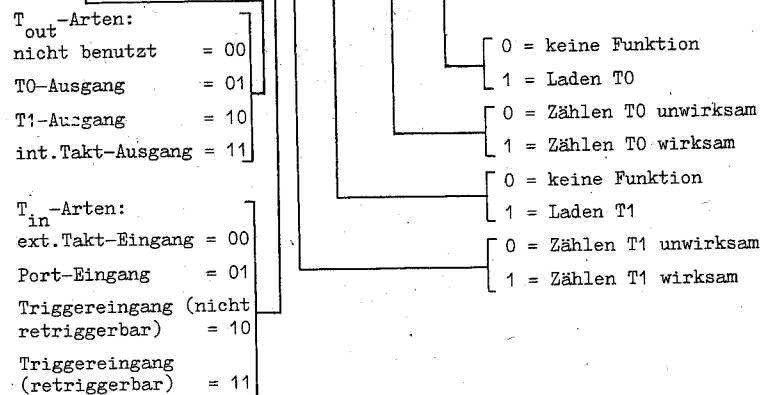 T_out-Arten:
nicht benutzt = 00
T0-Ausgang = 01
T1-Ausgang = 10
int.Takt-Ausgang = 11
T_in-Arten:
ext.Takt-Eingang = 00
Port-Eingang = 01
Triggereingang (nicht
retriggerbar) = 10
Triggereingang
(retriggerbar) = 11
0 = keine Funktion
1 = Laden T0
0 = Zählen T0 unwirksam
1 = Zählen T0 wirksam
0 = keine Funktion
1 = Laden T1
0 = Zählen T1 unwirksam
1 = Zählen T1 wirksam